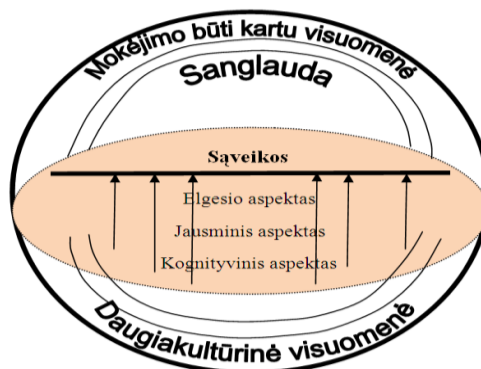 Mokėjimo būti kartu visuomenė
Sanglauda
Sąveikos
Elgesio aspektas
Jausminis aspektas
Kognityvinis aspektas
Daugiakultūrinė visuomenė